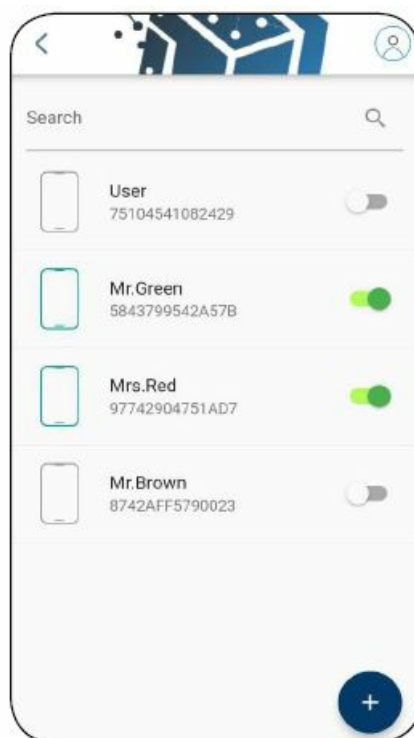 Search
User
75104541082429
Mr.Green
5843799542A57B
Mrs.Red
97742904751AD7
Mr.Brown
8742AFF5790023
+